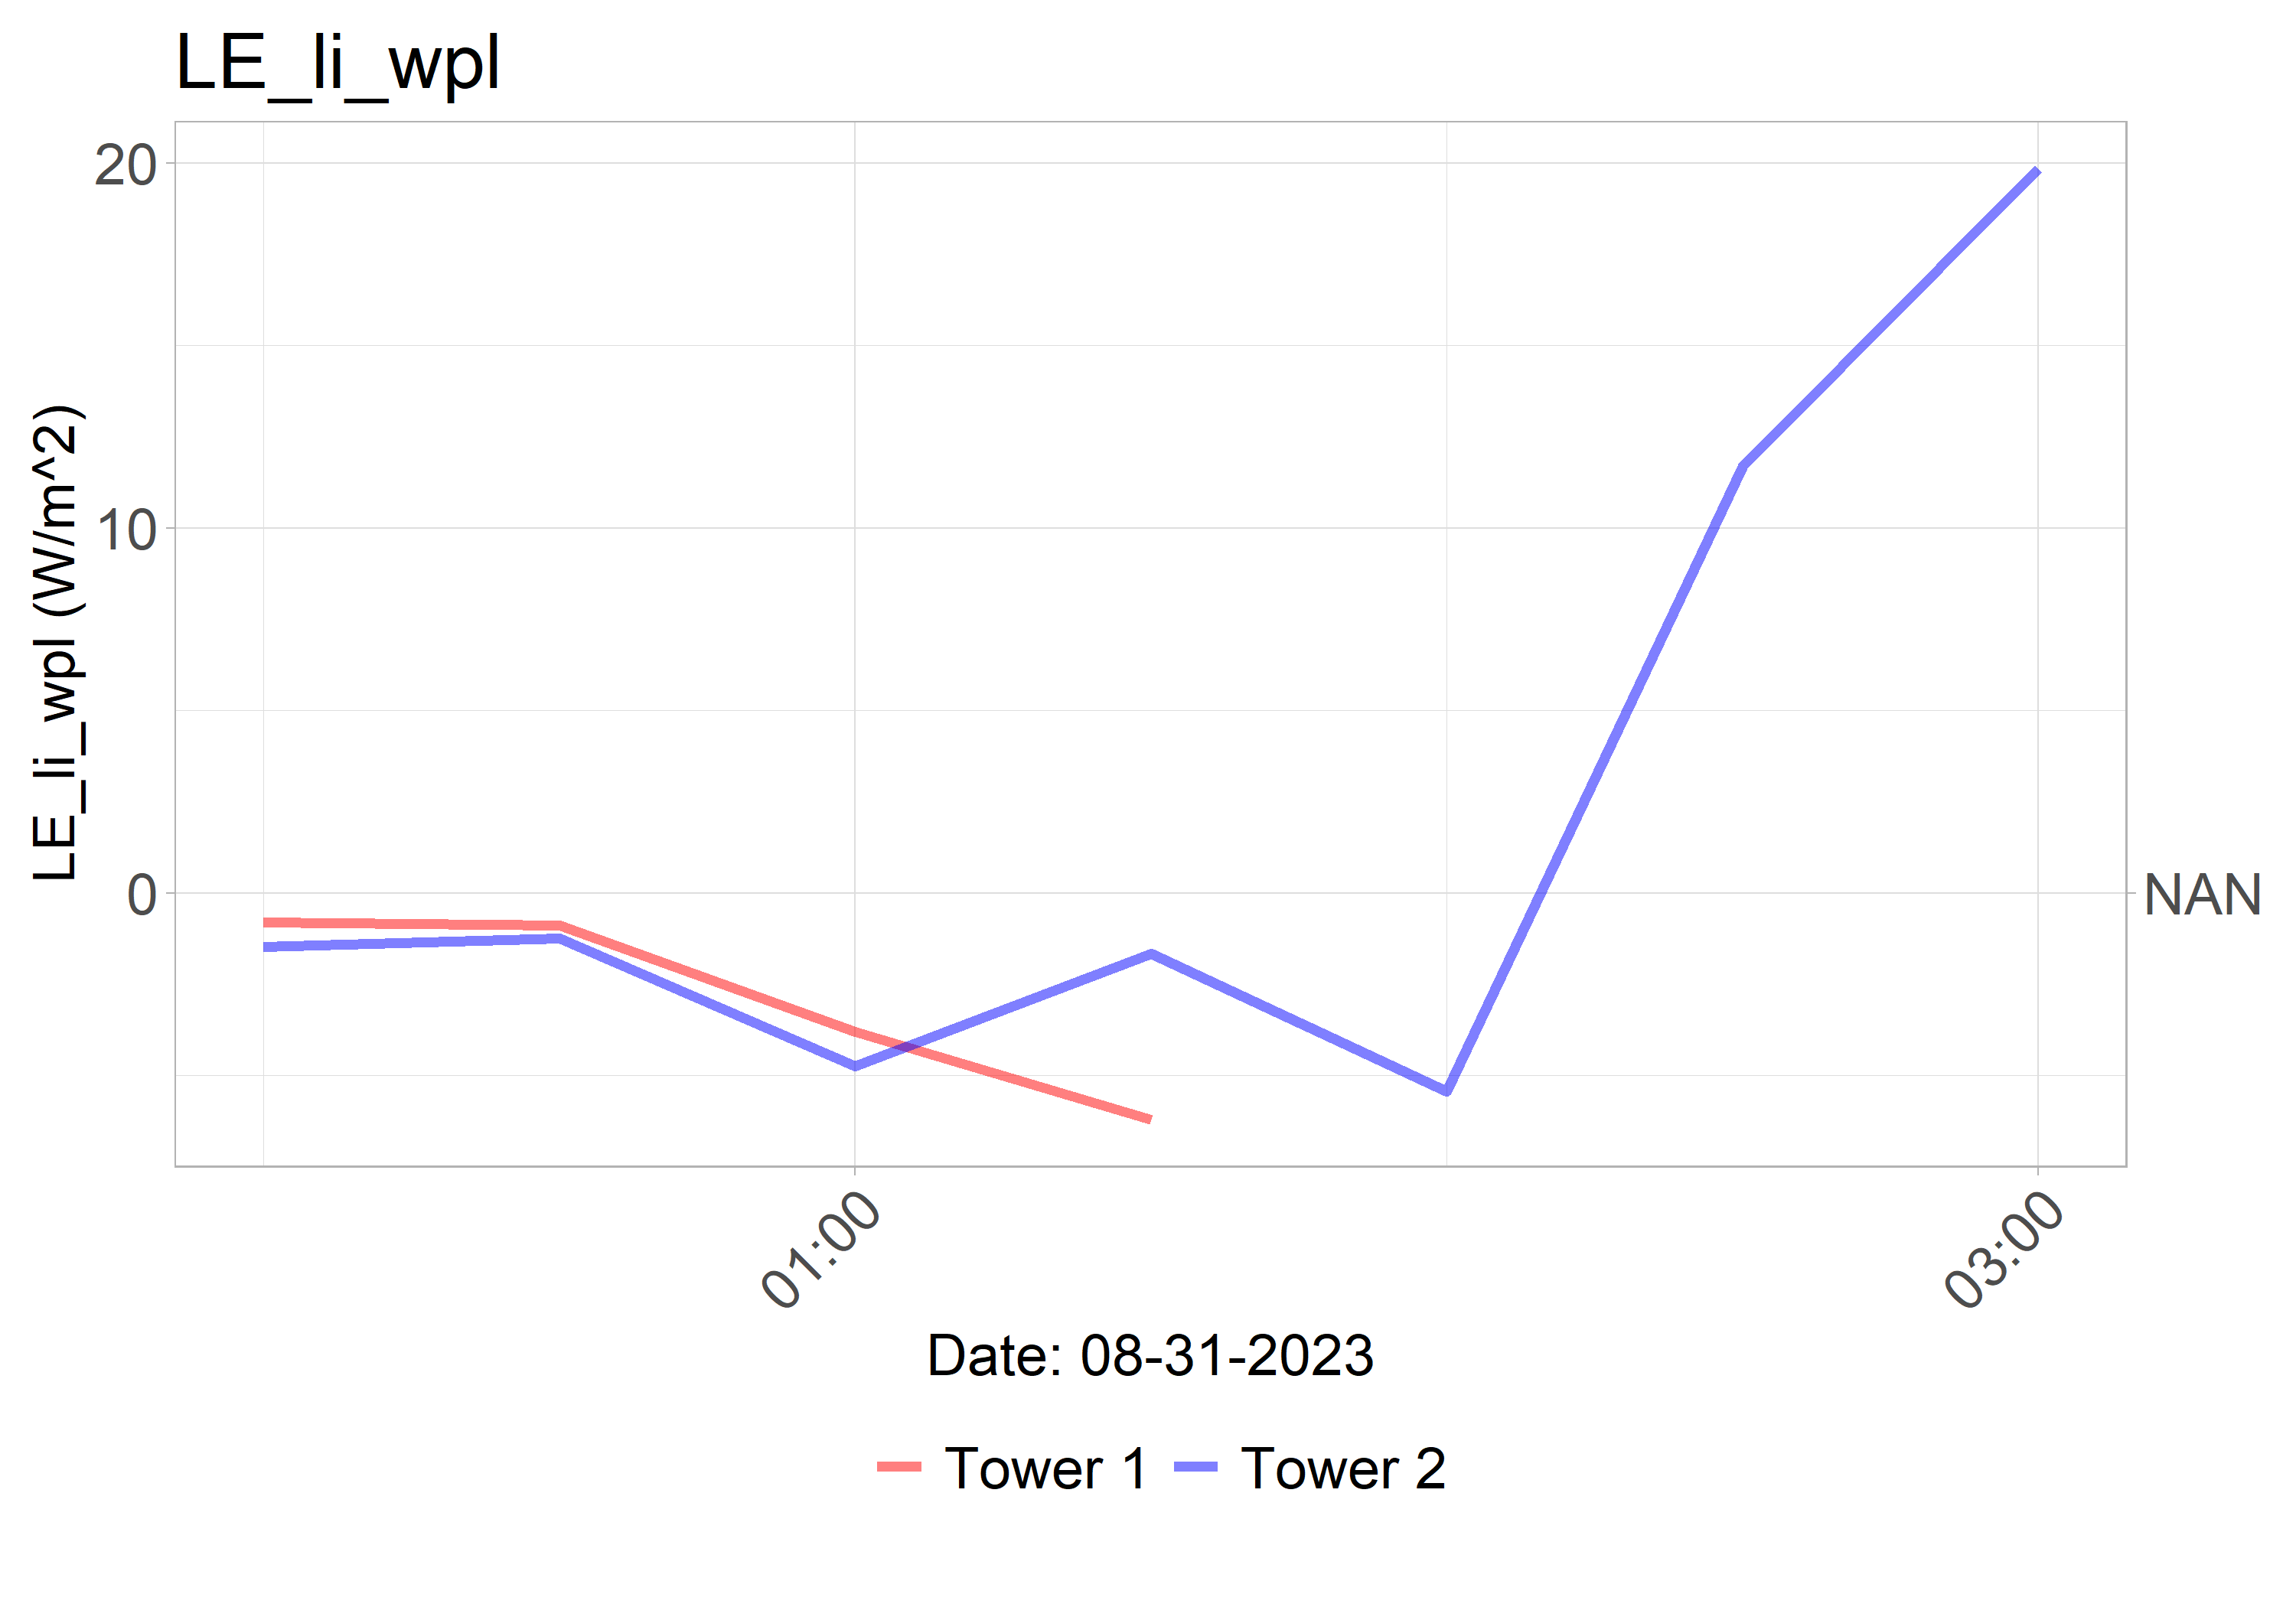 LE_li_wpl
LE_li_wpl (W/m^2)
20
10
0
NAN
01:00
03:00
Date: 08-31-2023
Tower 1
Tower 2